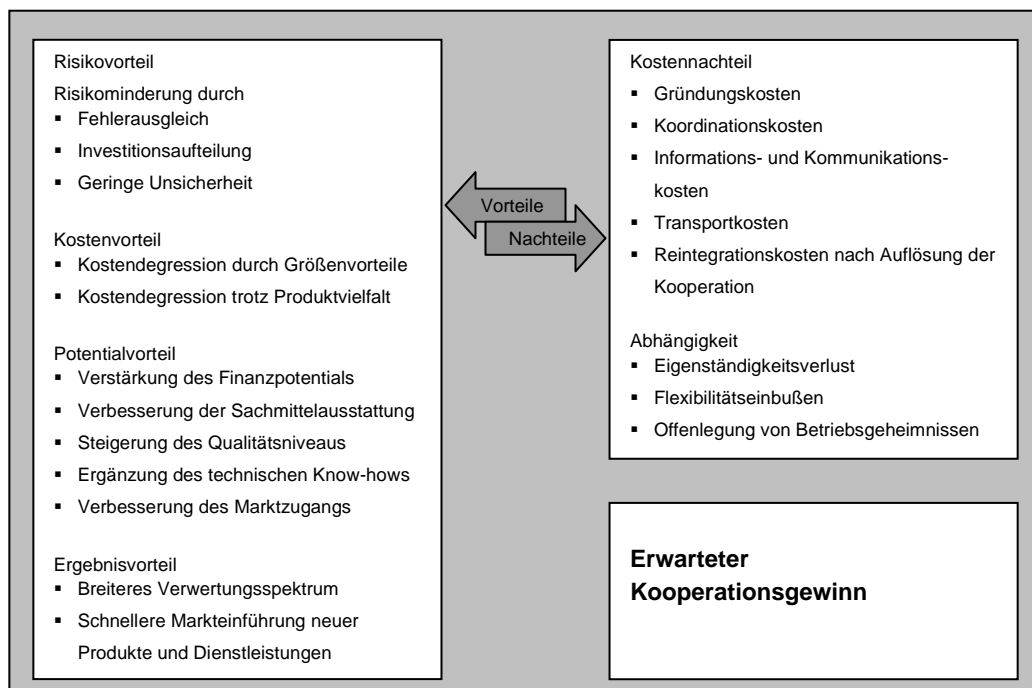 Risikovorteil
Risikominderung durch
▪ Fehlerausgleich
▪ Investitionsaufteilung
▪ Geringe Unsicherheit
Kostenvorteil
▪ Kostendegression durch Größenvorteile
▪ Kostendegression trotz Produktvielfalt
Potentialvorteil
▪ Verstärkung des Finanzpotentials
▪ Verbesserung der Sachmittelausstattung
▪ Steigerung des Qualitätsniveaus
▪ Ergänzung des technischen Know-hows
▪ Verbesserung des Marktzugangs
Ergebnisvorteil
▪ Breiteres Verwertungsspektrum
▪ Schnellere Markteinführung neuer
Produkte und Dienstleistungen
Vorteile
Nachteile
Kostennachteil
▪ Gründungskosten
▪ Koordinationskosten
▪ Informations- und Kommunikations-
kosten
▪ Transportkosten
▪ Reintegrationskosten nach Auflösung der
Kooperation
Abhängigkeit
▪ Eigenständigkeitsverlust
▪ Flexibilitätseinbußen
▪ Offenlegung von Betriebsgeheimnissen
Erwarteter
Kooperationsgewinn